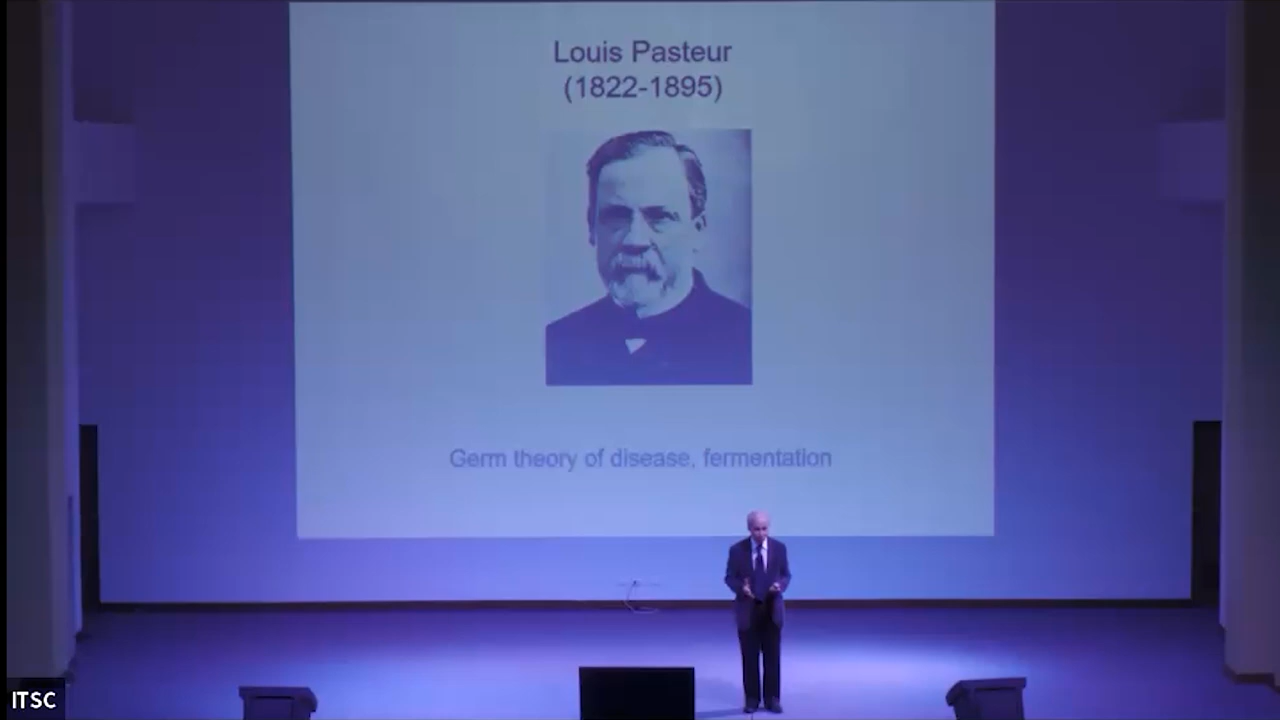 Louis Pasteur
(1822-1895)
Germ theory of disease, fermentation
ITSC